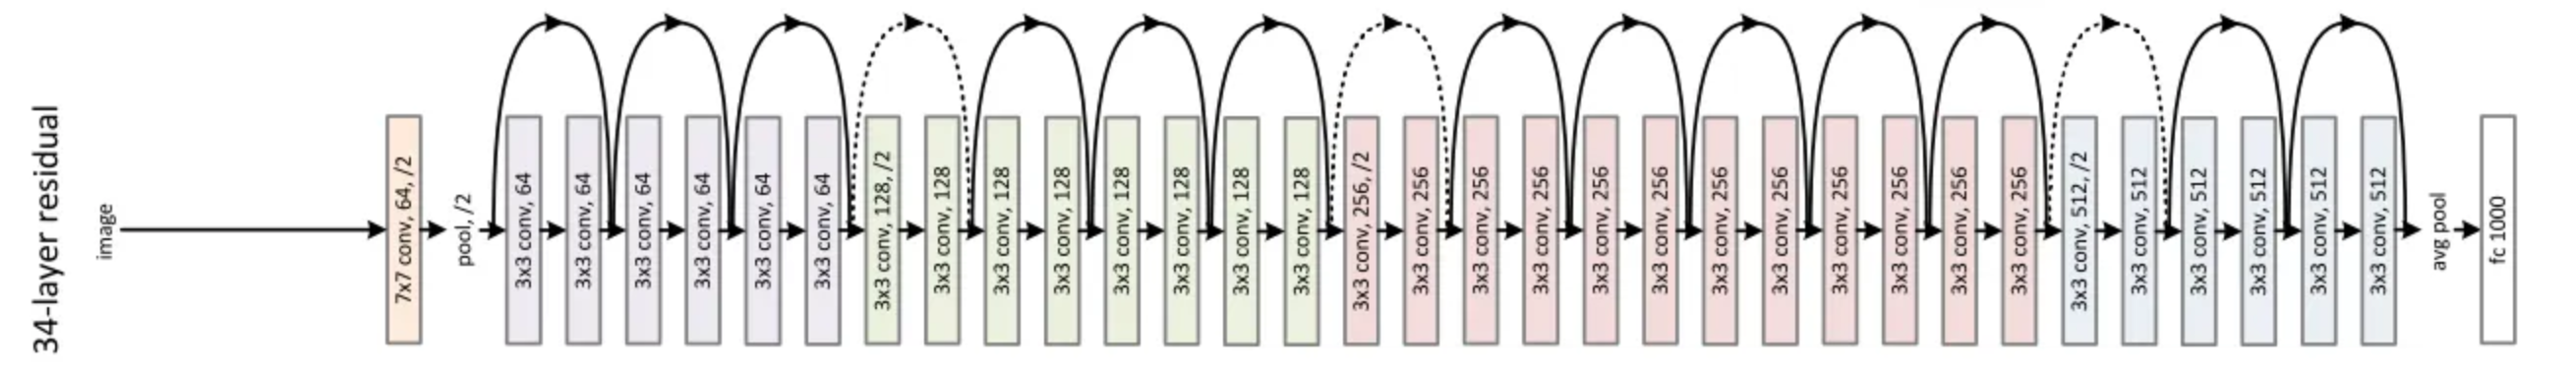 34-layer residual
image
7x7 conv, 64, /2
pool, /2
3x3 conv, 64
3x3 conv, 64
3x3 conv, 64
3x3 conv, 64
3x3 conv, 64
3x3 conv, 64
3x3 conv, 128, /2
3x3 conv, 128
3x3 conv, 128
3x3 conv, 128
3x3 conv, 128
3x3 conv, 128
3x3 conv, 128
3x3 conv, 128
3x3 conv, 256, /2
3x3 conv, 256
3x3 conv, 256
3x3 conv, 256
3x3 conv, 256
3x3 conv, 256
3x3 conv, 256
3x3 conv, 256
3x3 conv, 256
3x3 conv, 256
3x3 conv, 256
3x3 conv, 256
3x3 conv, 512, /2
3x3 conv, 512
3x3 conv, 512
3x3 conv, 512
3x3 conv, 512
3x3 conv, 512
avg pool
fc 1000